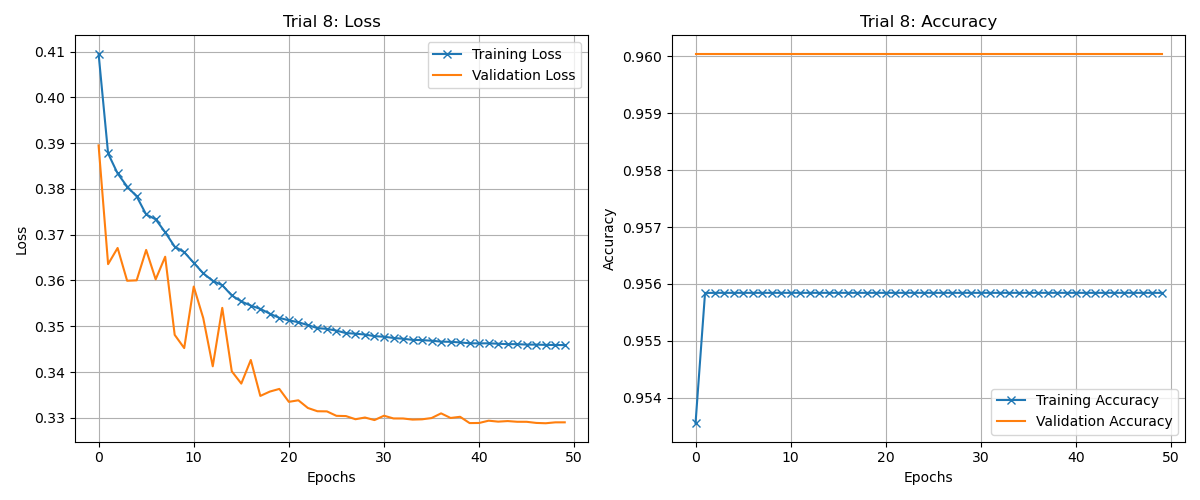 Trial 8: Loss
0.41
0.40
0.39
0.38
0.37
0.36
0.35
0.34
0.33
Loss
0
10
20
30
40
50
Epochs
Training Loss
Validation Loss
Trial 8: Accuracy
0.960
0.959
0.958
0.957
0.956
0.955
0.954
Accuracy
0
10
20
30
40
50
Epochs
Training Accuracy
Validation Accuracy